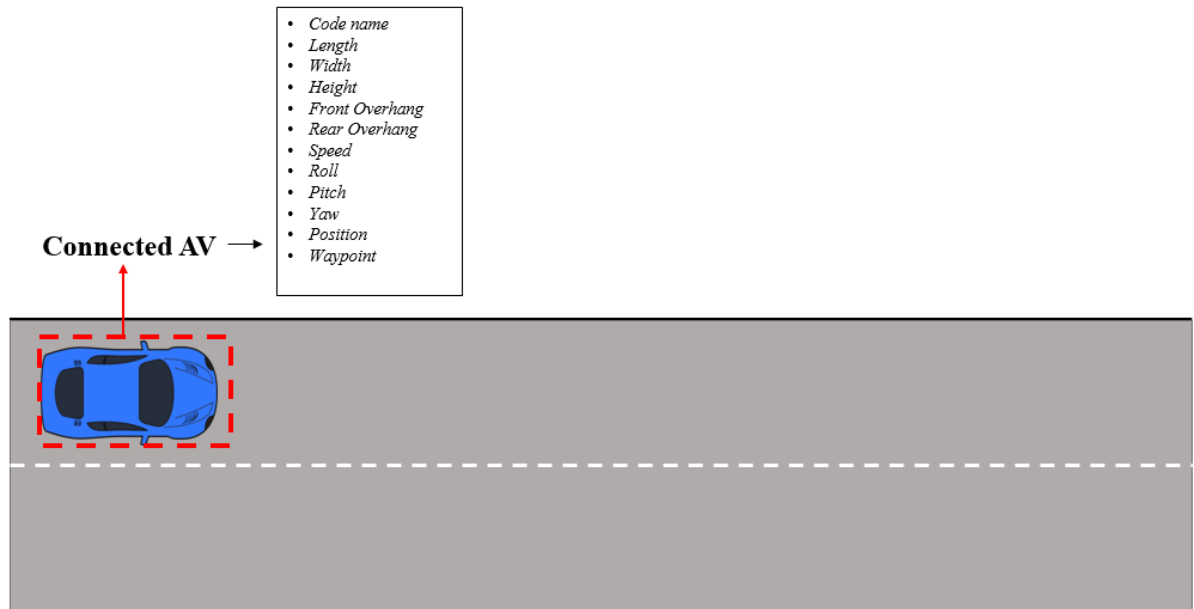 • Code name
• Length
• Width
• Height
• Front Overhang
• Rear Overhang
• Speed
• Roll
• Pitch
• Yaw
• Position
• Waypoint
Connected AV